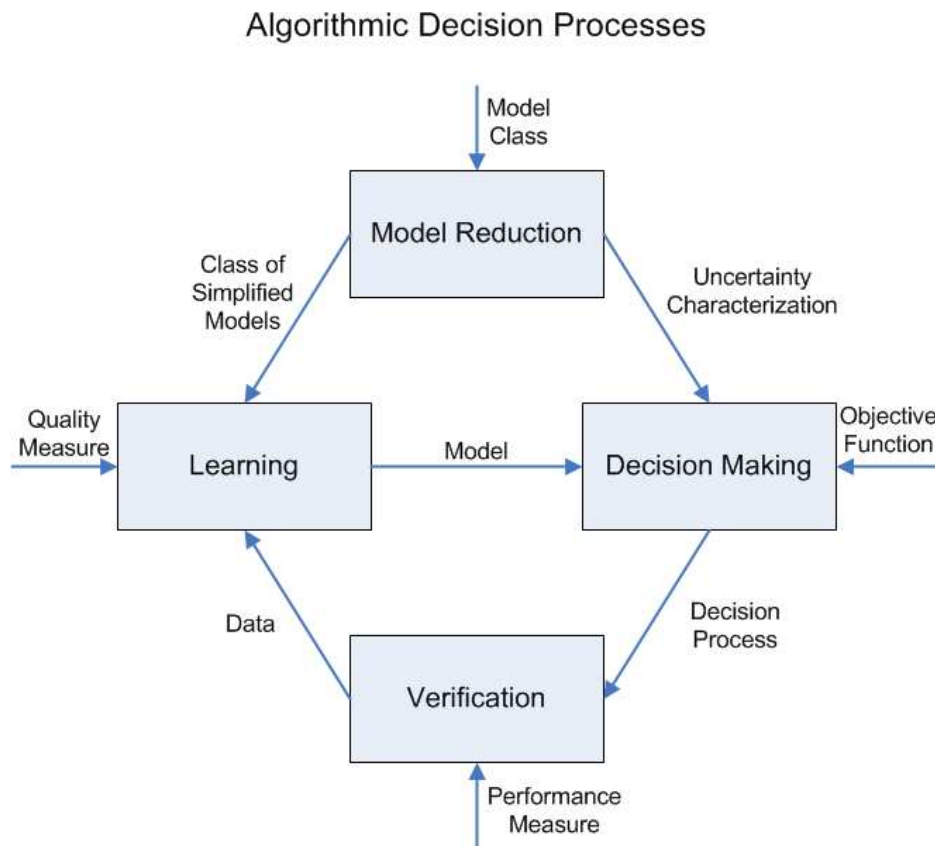 Algorithmic Decision Processes
Model
Class
Model Reduction
Class of
Simplified
Models
Uncertainty
Characterization
Quality
Measure
Learning
Model
Decision Making
Objective
Function
Data
Decision
Process
Verification
Performance
Measure